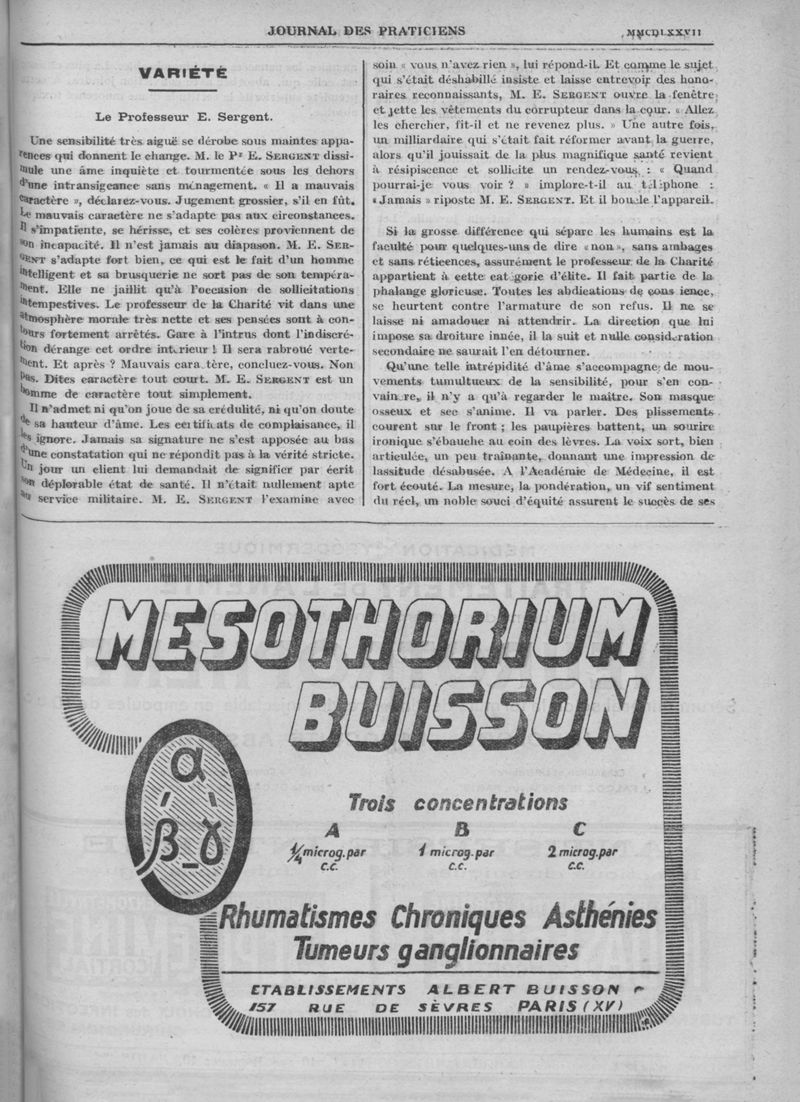 JOURNAL DES PRATICIENS
MMCDLXXVII
VARIÉTÉ
Le Professeur E. Sergent.
Une sensibilité très aiguë se dérobe sous maintes appa-
rences qui donnent le change. M. le Pr E. SERGENT dissi-
mule une âme inquiète et tourmentée sous les dehors
d'une intransigeance sans ménagement. « Il a mauvais
caractère », déclarez-vous. Jugement grossier, s'il en fût.
Le mauvais caractère ne s'adapte pas aux circonstances.
Il s'impatiente, se hérisse, et ses colères proviennent de
son incapacité. Il n'est jamais au diapason. M. E. SER-
GENT s'adapte fort bien, ce qui est le fait d'un homme
intelligent et sa brusquerie ne sort pas de son tempéra-
ment. Elle ne jaillit qu'à l'occasion de sollicitations
intempestives. Le professeur de la Charité vit dans une
atmosphère morale très nette et ses pensées sont à con-
tours fortement arrêtés. Gare à l'intrus dont l'indiscré-
tion dérange cet ordre intérieur ! Il sera rabroué verte-
ment. Et après ? Mauvais cara tère, concluez-vous. Non
pas. Dites caractère tout court. M. E. SERGENT est un
homme de caractère tout simplement.
Il n'admet ni qu'on joue de sa crédulité, ni qu'on doute
de sa hauteur d'âme. Les certifi ats de complaisance, il
les ignore. Jamais sa signature ne s'est apposée au bas
d'une constatation qui ne répondit pas à la vérité stricte.
Un jour un client lui demandait de signifier par écrit
son déplorable état de santé. Il n'était nullement apte
au service militaire. M. E. SERGENT l'examine avec
soin « vous n'avez rien », lui répond-il. Et comme le sujet
qui s'était déshabillé insiste et laisse entrevoir des hono-
raires reconnaissants, M. E. SERGENT ouvre la fenêtre
et jette les vêtements du corrupteur dans la cour. « Allez
les chercher, fit-il et ne revenez plus. » Une autre fois,
un milliardaire qui s'était fait réformer avant la guerre,
alors qu'il jouissait de la plus magnifique santé revient
à résipiscence et sollicite un rendez-vous : « Quand
pourrai-je vous voir ? » implore-t-il au téléphone :
« Jamais » riposte M. E. SERGENT. Et il boucle l'appareil.
Si la grosse différence qui sépare les humains est la
faculté pour quelques-uns de dire « non », sans ambages
et sans réticences, assurément le professeur de la Charité
appartient à cette catégorie d'élite. Il fait partie de la
phalange glorieuse. Toutes les abdications de cons ience,
se heurtent contre l'armature de son refus. Il ne se
laisse ni amadouer ni attendrir. La direction que lui
impose sa droiture innée, il la suit et nulle considération
secondaire ne saurait l'en détourner.
Qu'une telle intrépidité d'âme s'accompagne de mou-
vements tumultueux de la sensibilité, pour s'en con-
vain re, il n'y a qu'à regarder le maître. Son masque
osseux et sec s'anime. Il va parler. Des plissements
courent sur le front ; les paupières battent, un sourire
ironique s'ébauche au coin des lèvres. La voix sort, bien
articulée, un peu traînante, donnant une impression de
lassitude désabusée. A l'Académie de Médecine, il est
fort écouté. La mesure, la pondération, un vif sentiment
du réel, un noble souci d'équité assurent le succès de ses
MESOTHORIUM
BUISSON
α
β - γ
Trois concentrations
A B C
1/4 microg. par 1 microg. par 2 microg. par
c.c. c.c. c.c.
Rhumatismes Chroniques Asthénies
Tumeurs ganglionnaires
ETABLISSEMENTS ALBERT BUISSON
157 RUE DE SÈVRES PARIS (XV)